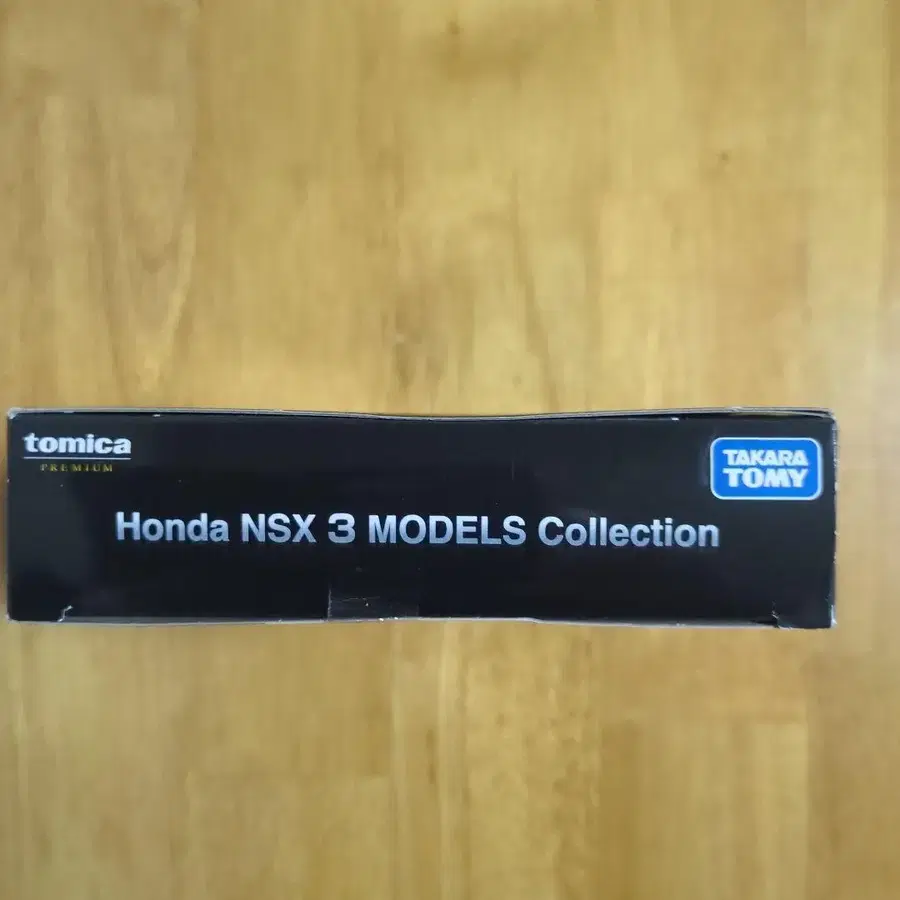 tomica
PREMIUM
TAKARA
TOMY
Honda NSX 3 MODELS Collection